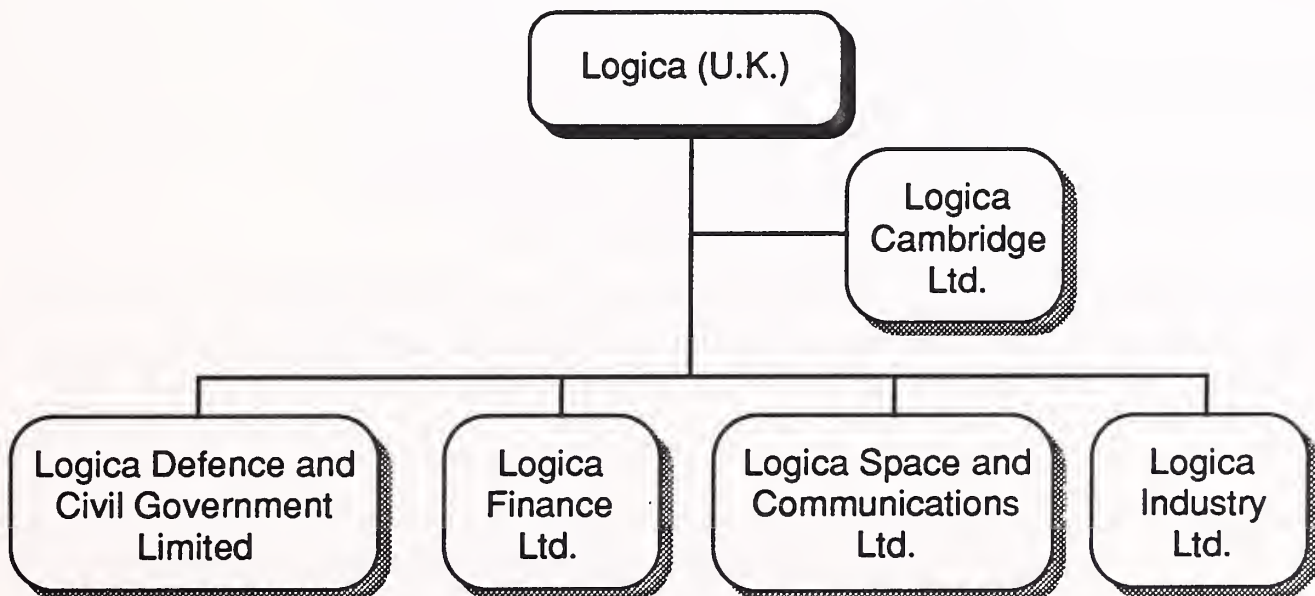 Logica (U.K.)
Logica
Cambridge
Ltd.
Logica Defence and
Civil Government
Limited
Logica
Finance
Ltd.
Logica Space and
Communications
Ltd.
Logica
Industry
Ltd.